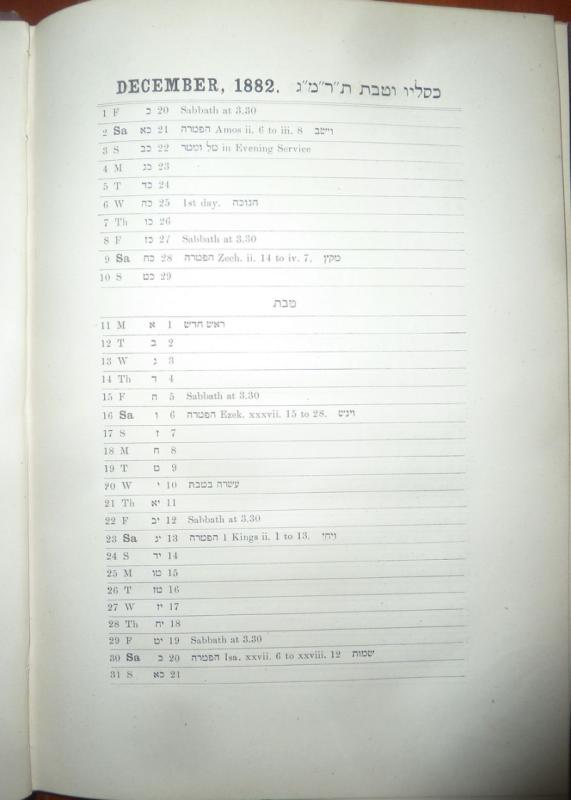 DECEMBER, 1882. כסליו וטבת ת״ר״מ״ג
1 F כ 20 Sabbath at 3.30
2 Sa כא 21 הפטרה Amos ii. 6 to iii. 8 וישב
3 S כב 22 טל ומטר in Evening Service
4 M כג 23
5 T כד 24
6 W כה 25 1st day. חנוכה
7 Th כו 26
8 F כז 27 Sabbath at 3.30
9 Sa כח 28 הפטרה Zech. ii. 14 to iv. 7. מקץ
10 S כט 29
טבת
11 M א 1 ראש חדש
12 T ב 2
13 W ג 3
14 Th ד 4
15 F ה 5 Sabbath at 3.30
16 Sa ו 6 הפטרה Ezek. xxxvii. 15 to 28. ויגש
17 S ז 7
18 M ח 8
19 T ט 9
20 W י 10 עשרה בטבת
21 Th יא 11
22 F יב 12 Sabbath at 3.30
23 Sa יג 13 הפטרה 1 Kings ii. 1 to 13. ויחי
24 S יד 14
25 M טו 15
26 T טז 16
27 W יז 17
28 Th יח 18
29 F יט 19 Sabbath at 3.30
30 Sa כ 20 הפטרה Isa. xxvii. 6 to xxviii. 12 שמות
31 S כא 21